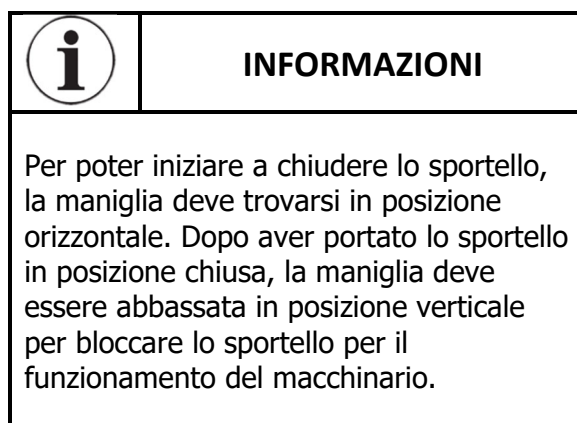 i
INFORMAZIONI
Per poter iniziare a chiudere lo sportello,
la maniglia deve trovarsi in posizione
orizzontale. Dopo aver portato lo sportello
in posizione chiusa, la maniglia deve
essere abbassata in posizione verticale
per bloccare lo sportello per il
funzionamento del macchinario.